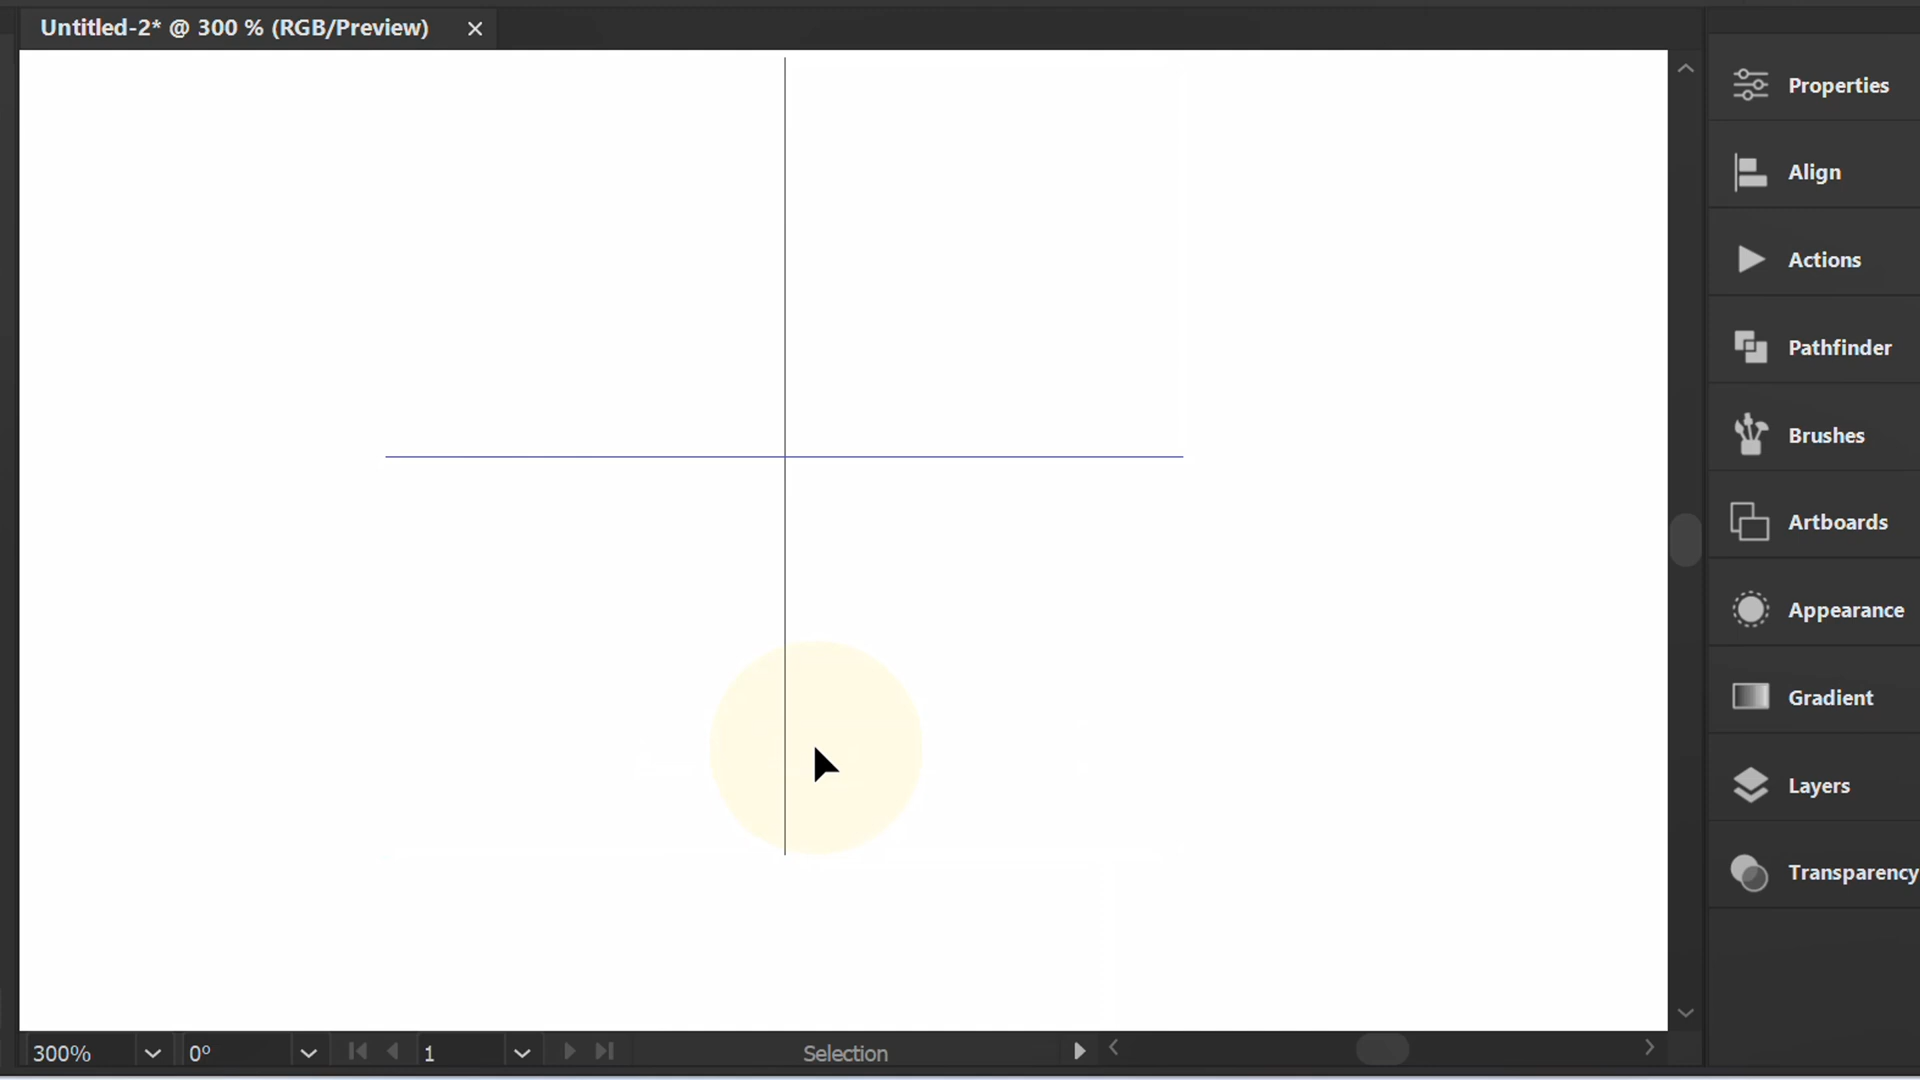 Untitled-2* @ 300 % (RGB/Preview)
Properties
Align
Actions
Pathfinder
Brushes
Artboards
Appearance
Gradient
Layers
Transparency
300%
0°
1
Selection